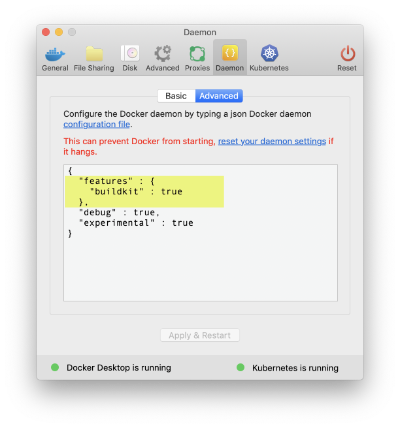 Daemon
General File Sharing Disk Advanced Proxies Daemon Kubernetes Reset
Basic Advanced
Configure the Docker daemon by typing a json Docker daemon
configuration file.
This can prevent Docker from starting, reset your daemon settings if
it hangs.
{
"features" : {
"buildkit" : true
},
"debug" : true,
"experimental" : true
}
Apply & Restart
Docker Desktop is running Kubernetes is running